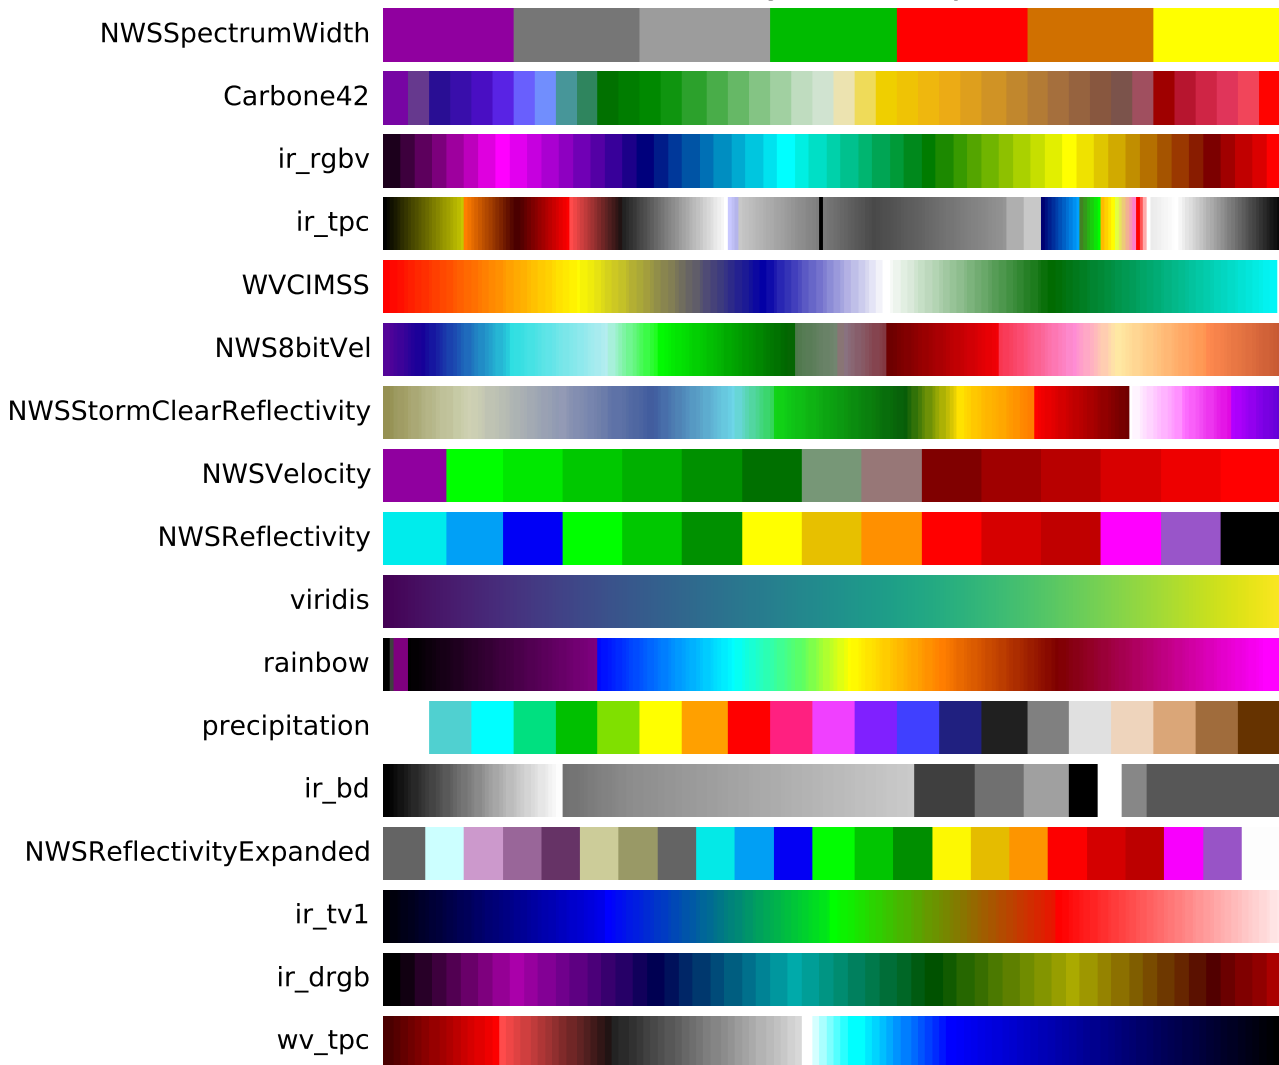 NWSSpectrumWidth
Carbone42
ir_rgbv
ir_tpc
WVCIMSS
NWS8bitVel
NWSStormClearReflectivity
NWSVelocity
NWSReflectivity
viridis
rainbow
precipitation
ir_bd
NWSReflectivityExpanded
ir_tv1
ir_drgb
wv_tpc